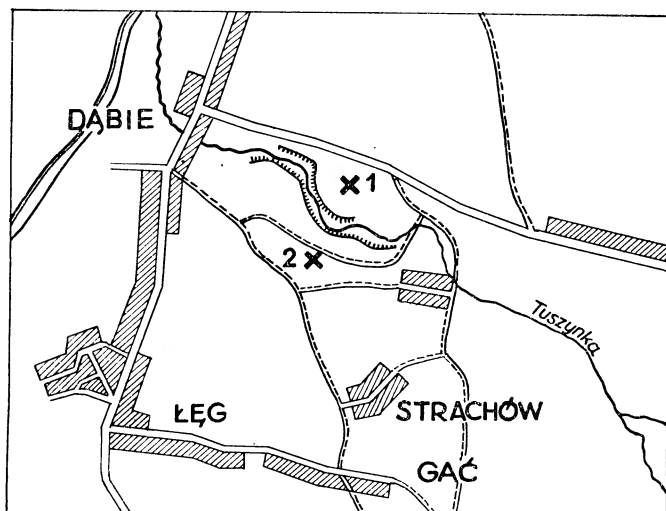 DĄBIE
1
2
Tuszynka
ŁĘG
STRACHÓW
GAĆ